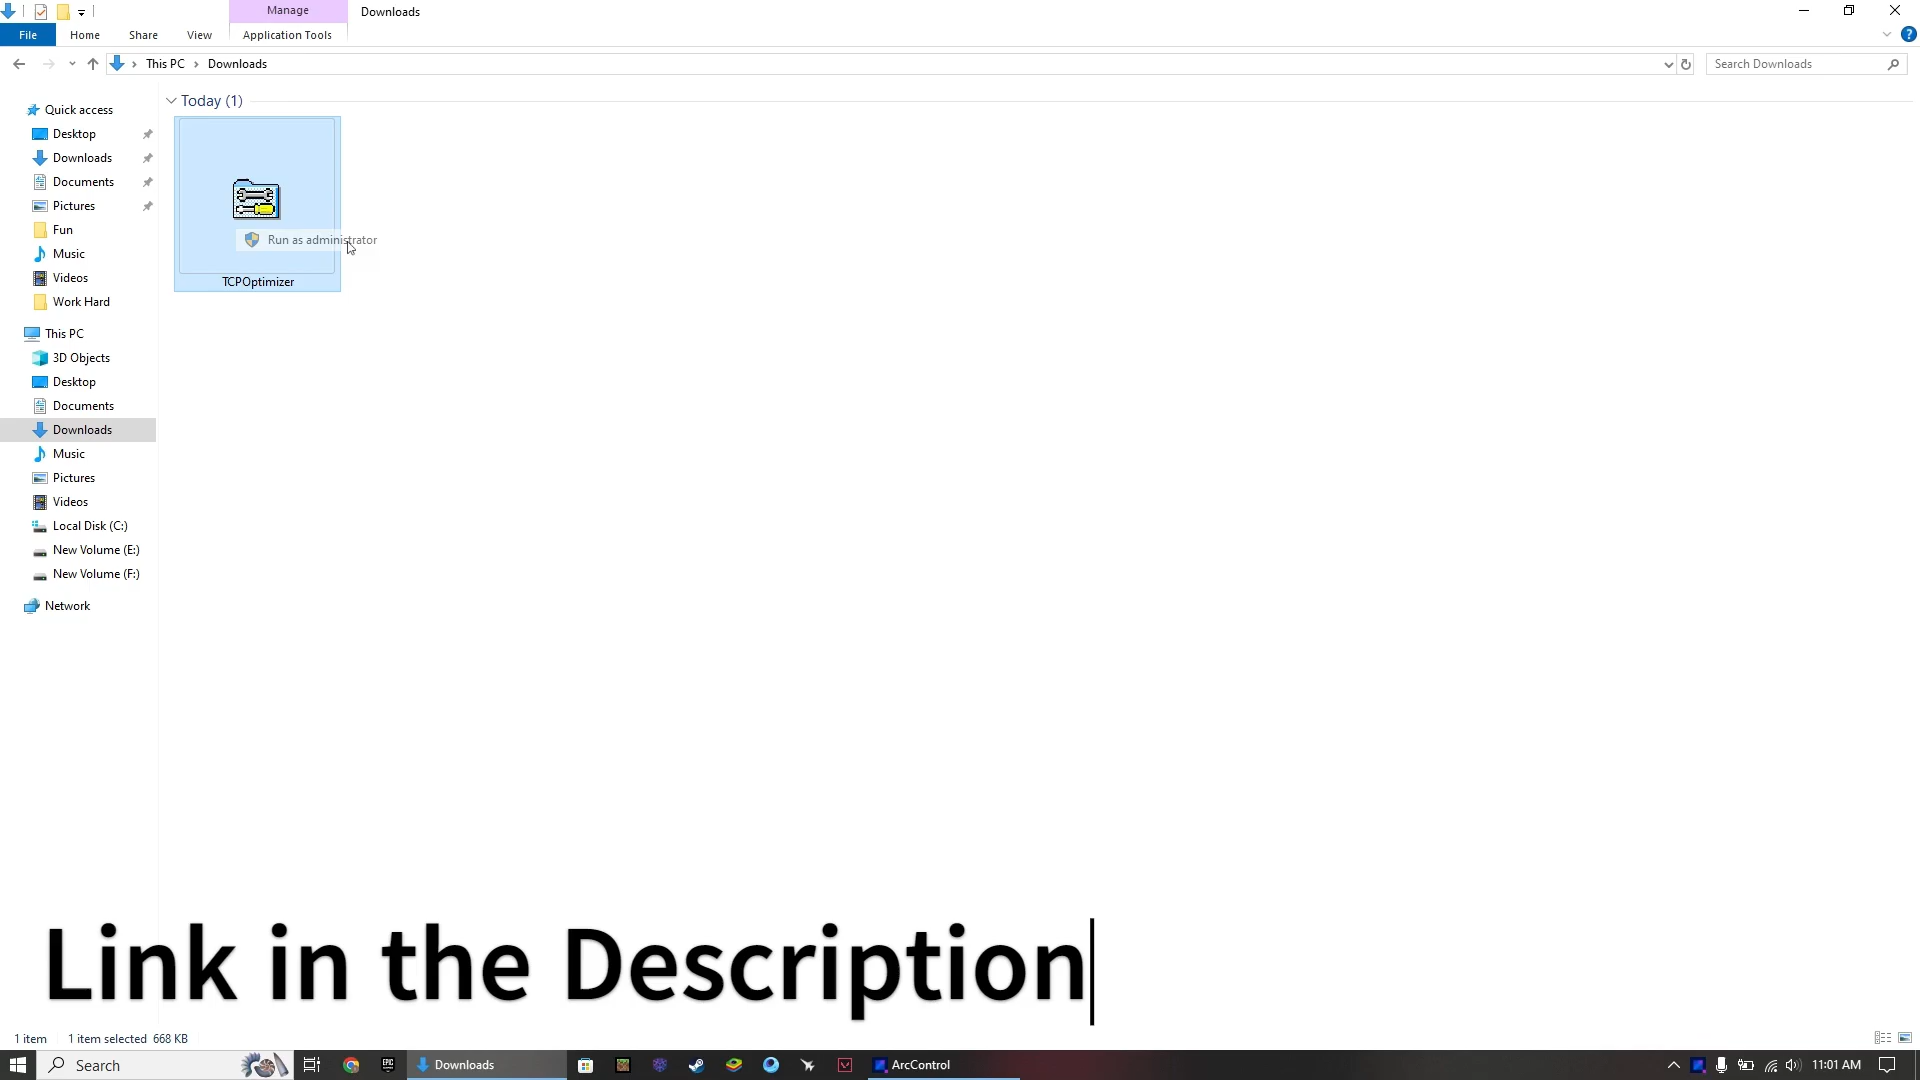 Manage
Downloads
File
Home
Share
View
Application Tools
This PC
Downloads
Search Downloads
Quick access
Desktop
Downloads
Documents
Pictures
Fun
Music
Videos
Work Hard
This PC
3D Objects
Desktop
Documents
Downloads
Music
Pictures
Videos
Local Disk (C:)
New Volume (E:)
New Volume (F:)
Network
Today (1)
Run as administrator
TCPOptimizer
Link in the Description
1 item
1 item selected 668 KB
Search
EPIC
Downloads
ArcControl
11:01 AM